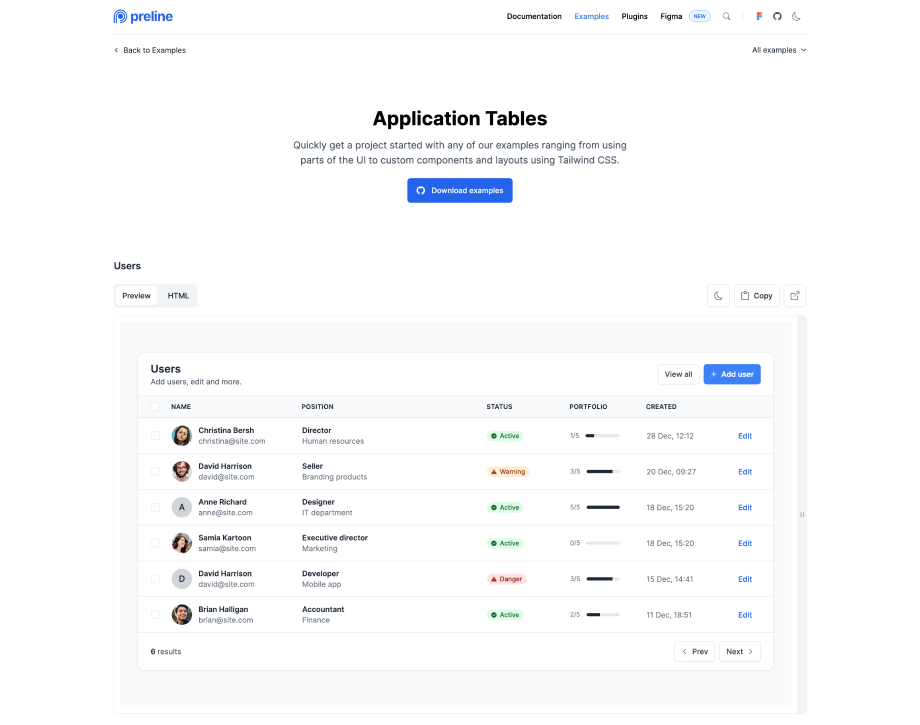 preline
Documentation Examples Plugins Figma NEW
Back to Examples
All examples
Application Tables
Quickly get a project started with any of our examples ranging from using
parts of the UI to custom components and layouts using Tailwind CSS.
Download examples
Users
Preview HTML
Copy
Users
Add users, edit and more.
View all
+ Add user
NAME POSITION STATUS PORTFOLIO CREATED
Christina Bersh
christina@site.com
Director
Human resources
Active
1/5
28 Dec, 12:12
Edit
David Harrison
david@site.com
Seller
Branding products
Warning
3/5
20 Dec, 09:27
Edit
A
Anne Richard
anne@site.com
Designer
IT department
Active
5/5
18 Dec, 15:20
Edit
Samia Kartoon
samia@site.com
Executive director
Marketing
Active
0/5
18 Dec, 15:20
Edit
D
David Harrison
david@site.com
Developer
Mobile app
Danger
3/5
15 Dec, 14:41
Edit
Brian Halligan
brian@site.com
Accountant
Finance
Active
2/5
11 Dec, 18:51
Edit
6 results
Prev
Next